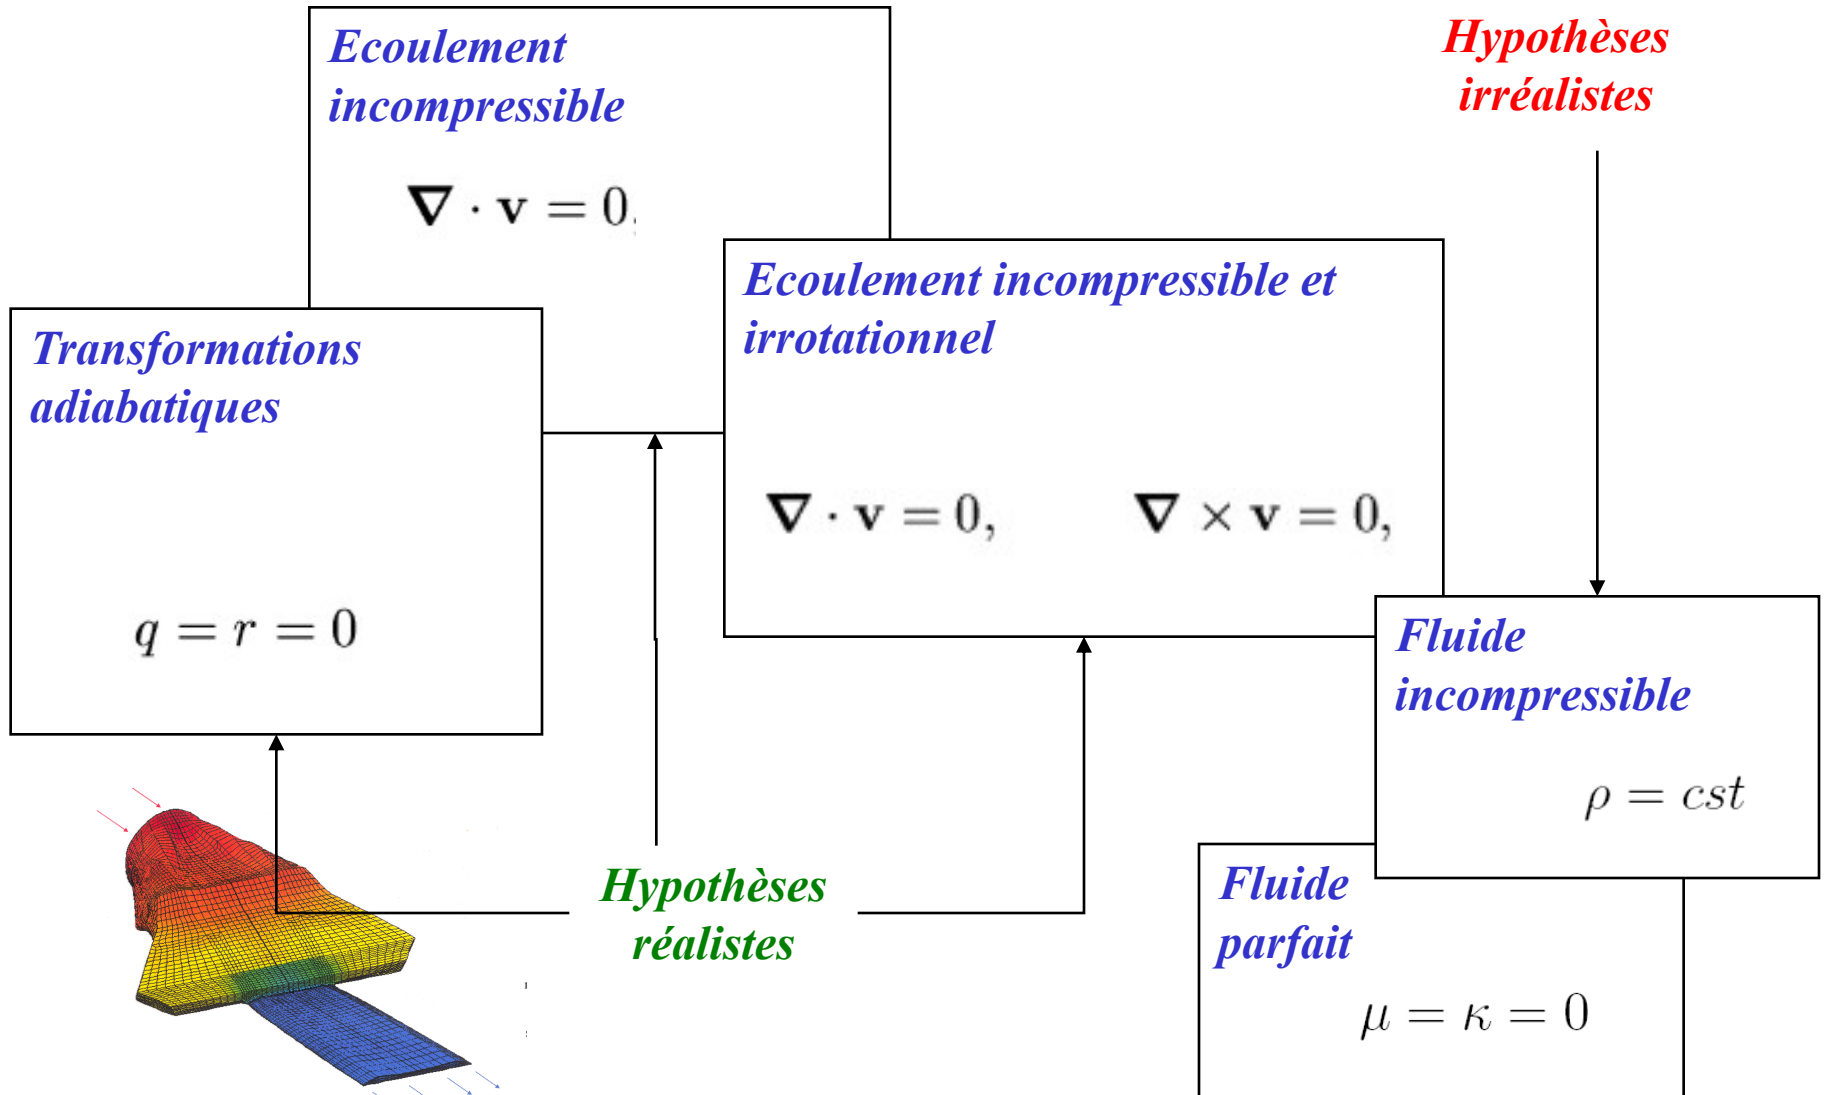 Ecoulement
incompressible
∇ · v = 0,
Hypothèses
irréalistes
Ecoulement incompressible et
irrotationnel
∇ · v = 0,
∇ × v = 0,
Transformations
adiabatiques
q = r = 0
Fluide
incompressible
ρ = cst
Hypothèses
réalistes
Fluide
parfait
μ = κ = 0